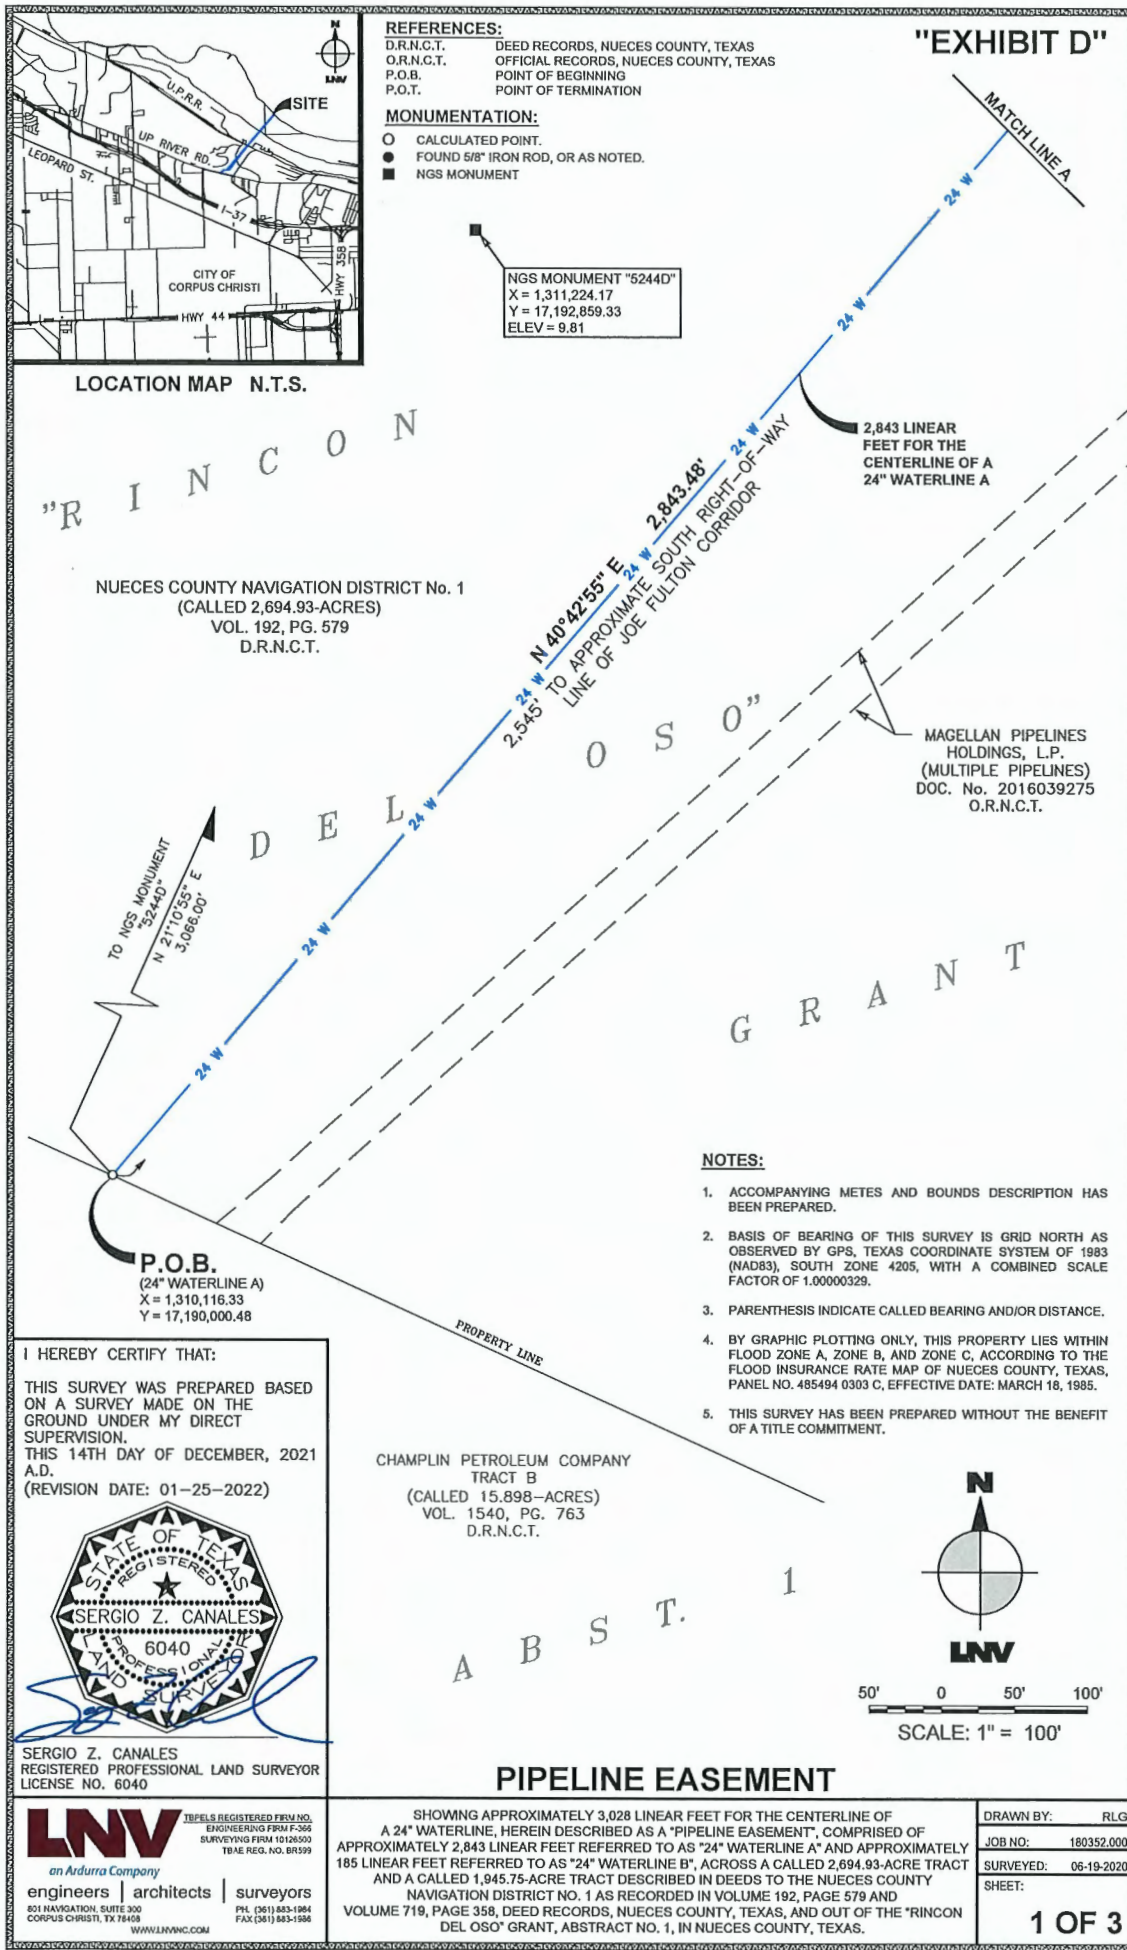 "EXHIBIT D"
REFERENCES:
D.R.N.C.T. DEED RECORDS, NUECES COUNTY, TEXAS
O.R.N.C.T. OFFICIAL RECORDS, NUECES COUNTY, TEXAS
P.O.B. POINT OF BEGINNING
P.O.T. POINT OF TERMINATION
MONUMENTATION:
CALCULATED POINT.
FOUND 5/8" IRON ROD, OR AS NOTED.
NGS MONUMENT
N
LNV
SITE
U.P.R.R.
UP RIVER RD.
LEOPARD ST.
I-37
HWY 358
CITY OF
CORPUS CHRISTI
HWY 44
LOCATION MAP N.T.S.
NGS MONUMENT "5244D"
X = 1,311,224.17
Y = 17,192,859.33
ELEV = 9.81
MATCH LINE A
24 W
24 W
24 W
2,843 LINEAR
FEET FOR THE
CENTERLINE OF A
24" WATERLINE A
"RINCON
NUECES COUNTY NAVIGATION DISTRICT No. 1
(CALLED 2,694.93-ACRES)
VOL. 192, PG. 579
D.R.N.C.T.
N 40°42'55" E 2,843.48'
24 W
24 W
2,545' TO APPROXIMATE SOUTH RIGHT-OF-WAY
LINE OF JOE FULTON CORRIDOR
DEL OSO"
24 W
24 W
24 W
MAGELLAN PIPELINES
HOLDINGS, L.P.
(MULTIPLE PIPELINES)
DOC. No. 2016039275
O.R.N.C.T.
TO NGS MONUMENT
"5244D"
N 21°10'55" E
3,066.00'
GRANT
P.O.B.
(24" WATERLINE A)
X = 1,310,116.33
Y = 17,190,000.48
PROPERTY LINE
NOTES:
1. ACCOMPANYING METES AND BOUNDS DESCRIPTION HAS
BEEN PREPARED.
2. BASIS OF BEARING OF THIS SURVEY IS GRID NORTH AS
OBSERVED BY GPS, TEXAS COORDINATE SYSTEM OF 1983
(NAD83), SOUTH ZONE 4205, WITH A COMBINED SCALE
FACTOR OF 1.00000329.
3. PARENTHESIS INDICATE CALLED BEARING AND/OR DISTANCE.
4. BY GRAPHIC PLOTTING ONLY, THIS PROPERTY LIES WITHIN
FLOOD ZONE A, ZONE B, AND ZONE C, ACCORDING TO THE
FLOOD INSURANCE RATE MAP OF NUECES COUNTY, TEXAS,
PANEL NO. 485494 0303 C, EFFECTIVE DATE: MARCH 18, 1985.
5. THIS SURVEY HAS BEEN PREPARED WITHOUT THE BENEFIT
OF A TITLE COMMITMENT.
I HEREBY CERTIFY THAT:
THIS SURVEY WAS PREPARED BASED
ON A SURVEY MADE ON THE
GROUND UNDER MY DIRECT
SUPERVISION.
THIS 14TH DAY OF DECEMBER, 2021
A.D.
(REVISION DATE: 01-25-2022)
STATE OF TEXAS
REGISTERED
SERGIO Z. CANALES
6040
PROFESSIONAL
LAND SURVEYOR
SERGIO Z. CANALES
REGISTERED PROFESSIONAL LAND SURVEYOR
LICENSE NO. 6040
CHAMPLIN PETROLEUM COMPANY
TRACT B
(CALLED 15.898-ACRES)
VOL. 1540, PG. 763
D.R.N.C.T.
ABST. 1
N
LNV
50' 0 50' 100'
SCALE: 1" = 100'
PIPELINE EASEMENT
LNV
an Ardurra Company
TBPELS REGISTERED FIRM NO.
ENGINEERING FIRM F-366
SURVEYING FIRM 10126500
TBAE REG. NO. BR599
engineers | architects | surveyors
801 NAVIGATION, SUITE 300
CORPUS CHRISTI, TX 78408
PH. (361) 883-1984
FAX (361) 883-1986
WWW.LNVINC.COM
SHOWING APPROXIMATELY 3,028 LINEAR FEET FOR THE CENTERLINE OF
A 24" WATERLINE, HEREIN DESCRIBED AS A "PIPELINE EASEMENT", COMPRISED OF
APPROXIMATELY 2,843 LINEAR FEET REFERRED TO AS "24" WATERLINE A" AND APPROXIMATELY
185 LINEAR FEET REFERRED TO AS "24" WATERLINE B", ACROSS A CALLED 2,694.93-ACRE TRACT
AND A CALLED 1,945.75-ACRE TRACT DESCRIBED IN DEEDS TO THE NUECES COUNTY
NAVIGATION DISTRICT NO. 1 AS RECORDED IN VOLUME 192, PAGE 579 AND
VOLUME 719, PAGE 358, DEED RECORDS, NUECES COUNTY, TEXAS, AND OUT OF THE "RINCON
DEL OSO" GRANT, ABSTRACT NO. 1, IN NUECES COUNTY, TEXAS.
DRAWN BY: RLG
JOB NO: 180352.000
SURVEYED: 06-19-2020
SHEET:
1 OF 3